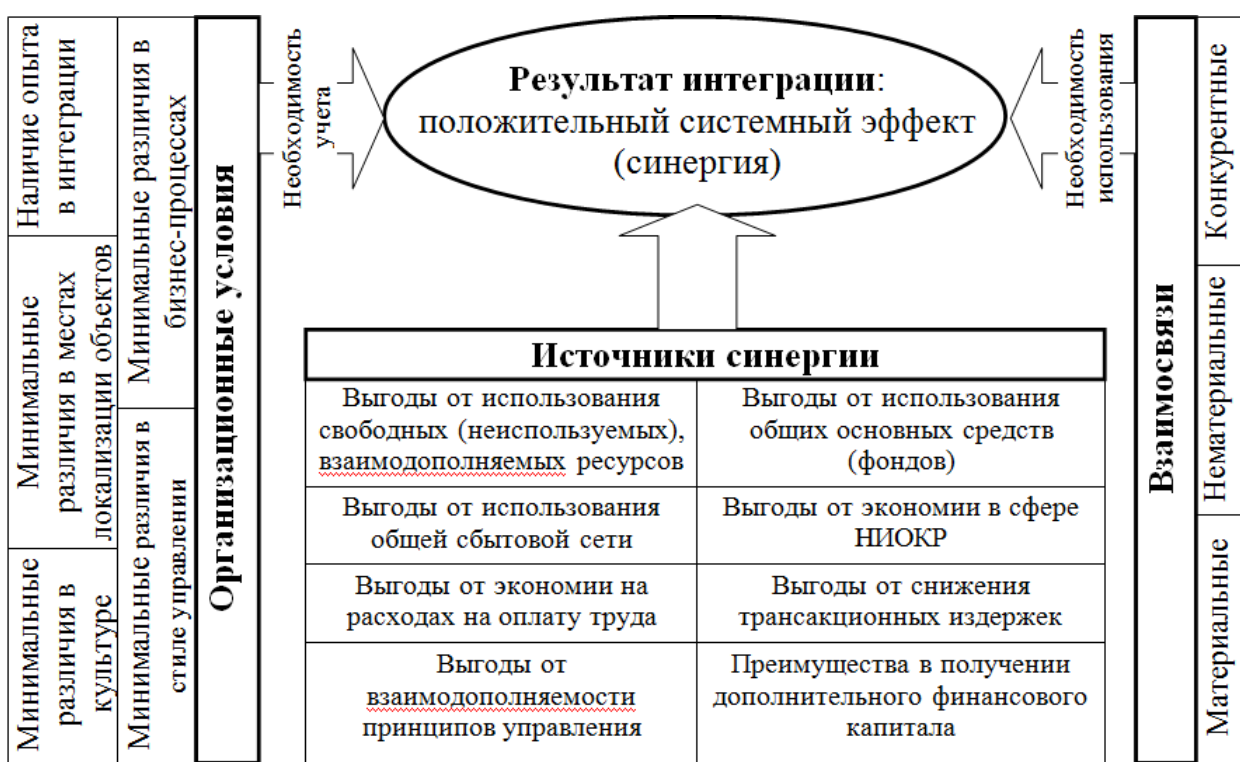 Наличие опыта
в интеграции
Минимальные
различия в местах
локализации объектов
Минимальные
различия в
культуре
Минимальные различия в
бизнес-процессах
Минимальные различия в
стиле управлении
Организационные условия
Необходимость
учета
Результат интеграции:
положительный системный эффект
(синергия)
Необходимость
использования
Источники синергии
Выгоды от использования
свободных (неиспользуемых),
взаимодополняемых ресурсов
Выгоды от использования
общих основных средств
(фондов)
Выгоды от использования
общей сбытовой сети
Выгоды от экономии в сфере
НИОКР
Выгоды от экономии на
расходах на оплату труда
Выгоды от снижения
трансакционных издержек
Выгоды от
взаимодополняемости
принципов управления
Преимущества в получении
дополнительного финансового
капитала
Взаимосвязи
Конкурентные
Нематериальные
Материальные